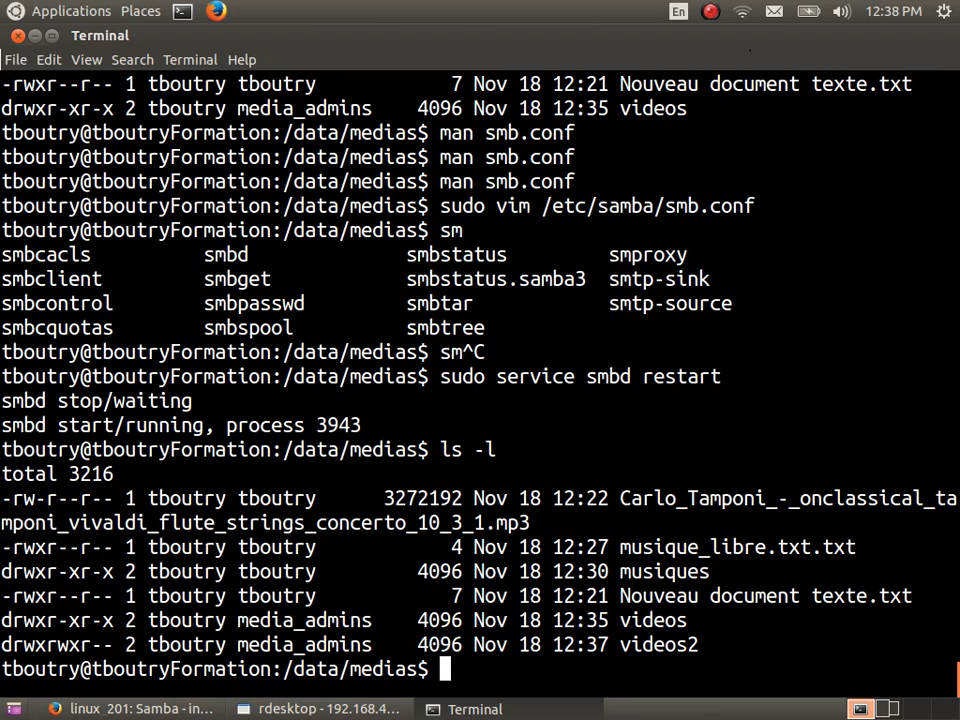 Applications Places En 12:38 PM
Terminal
File Edit View Search Terminal Help
-rwxr--r-- 1 tboutry tboutry 7 Nov 18 12:21 Nouveau document texte.txt
drwxr-xr-x 2 tboutry media_admins 4096 Nov 18 12:35 videos
tboutry@tboutryFormation:/data/medias$ man smb.conf
tboutry@tboutryFormation:/data/medias$ man smb.conf
tboutry@tboutryFormation:/data/medias$ man smb.conf
tboutry@tboutryFormation:/data/medias$ sudo vim /etc/samba/smb.conf
tboutry@tboutryFormation:/data/medias$ sm
smbcacls smbd smbstatus smproxy
smbclient smbget smbstatus.samba3 smtp-sink
smbcontrol smbpasswd smbtar smtp-source
smbcquotas smbspool smbtree
tboutry@tboutryFormation:/data/medias$ sm^C
tboutry@tboutryFormation:/data/medias$ sudo service smbd restart
smbd stop/waiting
smbd start/running, process 3943
tboutry@tboutryFormation:/data/medias$ ls -l
total 3216
-rw-r--r-- 1 tboutry tboutry 3272192 Nov 18 12:22 Carlo_Tamponi_-_onclassical_ta
mponi_vivaldi_flute_strings_concerto_10_3_1.mp3
-rwxr--r-- 1 tboutry tboutry 4 Nov 18 12:27 musique_libre.txt.txt
drwxr-xr-x 2 tboutry tboutry 4096 Nov 18 12:30 musiques
-rwxr--r-- 1 tboutry tboutry 7 Nov 18 12:21 Nouveau document texte.txt
drwxr-xr-x 2 tboutry media_admins 4096 Nov 18 12:35 videos
drwxrwxr-- 2 tboutry media_admins 4096 Nov 18 12:37 videos2
tboutry@tboutryFormation:/data/medias$
linux_201: Samba - in... rdesktop - 192.168.4... Terminal